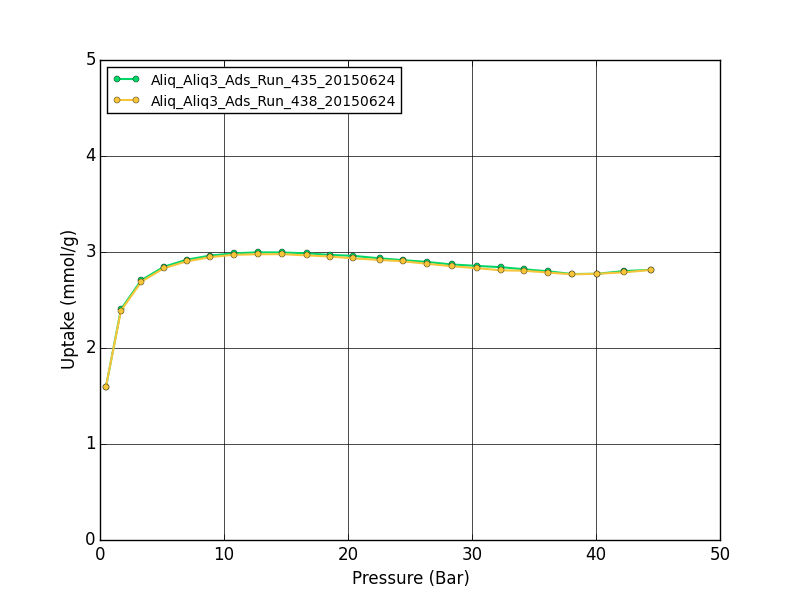 Aliq_Aliq3_Ads_Run_435_20150624
Aliq_Aliq3_Ads_Run_438_20150624
5
4
3
2
1
0
Uptake (mmol/g)
0 10 20 30 40 50
Pressure (Bar)